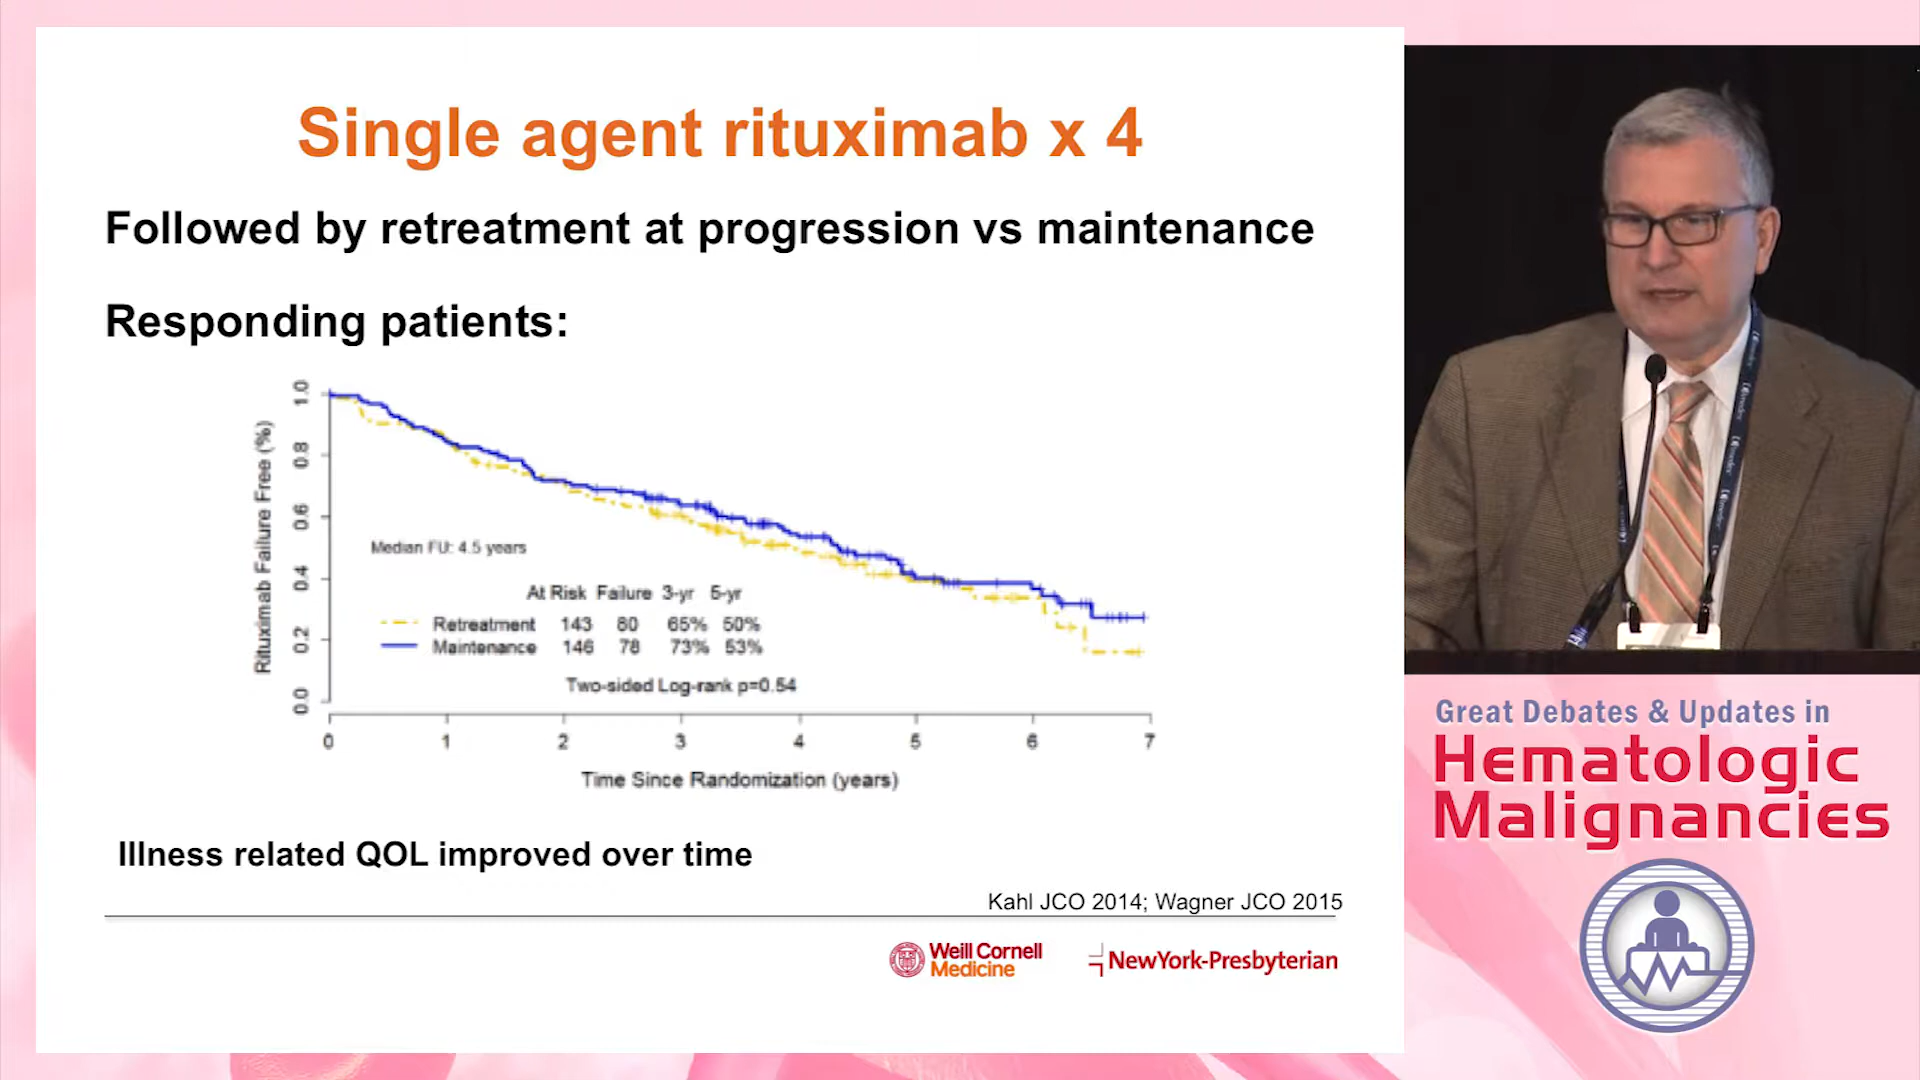 Single agent rituximab x 4
Followed by retreatment at progression vs maintenance
Responding patients:
Rituximab Failure Free (%)
1.0
0.8
0.6
0.4
0.2
0.0
Median FU: 4.5 years
At Risk Failure 3-yr 5-yr
Retreatment 143 80 65% 50%
Maintenance 146 78 73% 53%
Two-sided Log-rank p=0.54
0 1 2 3 4 5 6 7
Time Since Randomization (years)
Illness related QOL improved over time
Kahl JCO 2014; Wagner JCO 2015
Weill Cornell
Medicine
NewYork-Presbyterian
Great Debates & Updates in
Hematologic
Malignancies